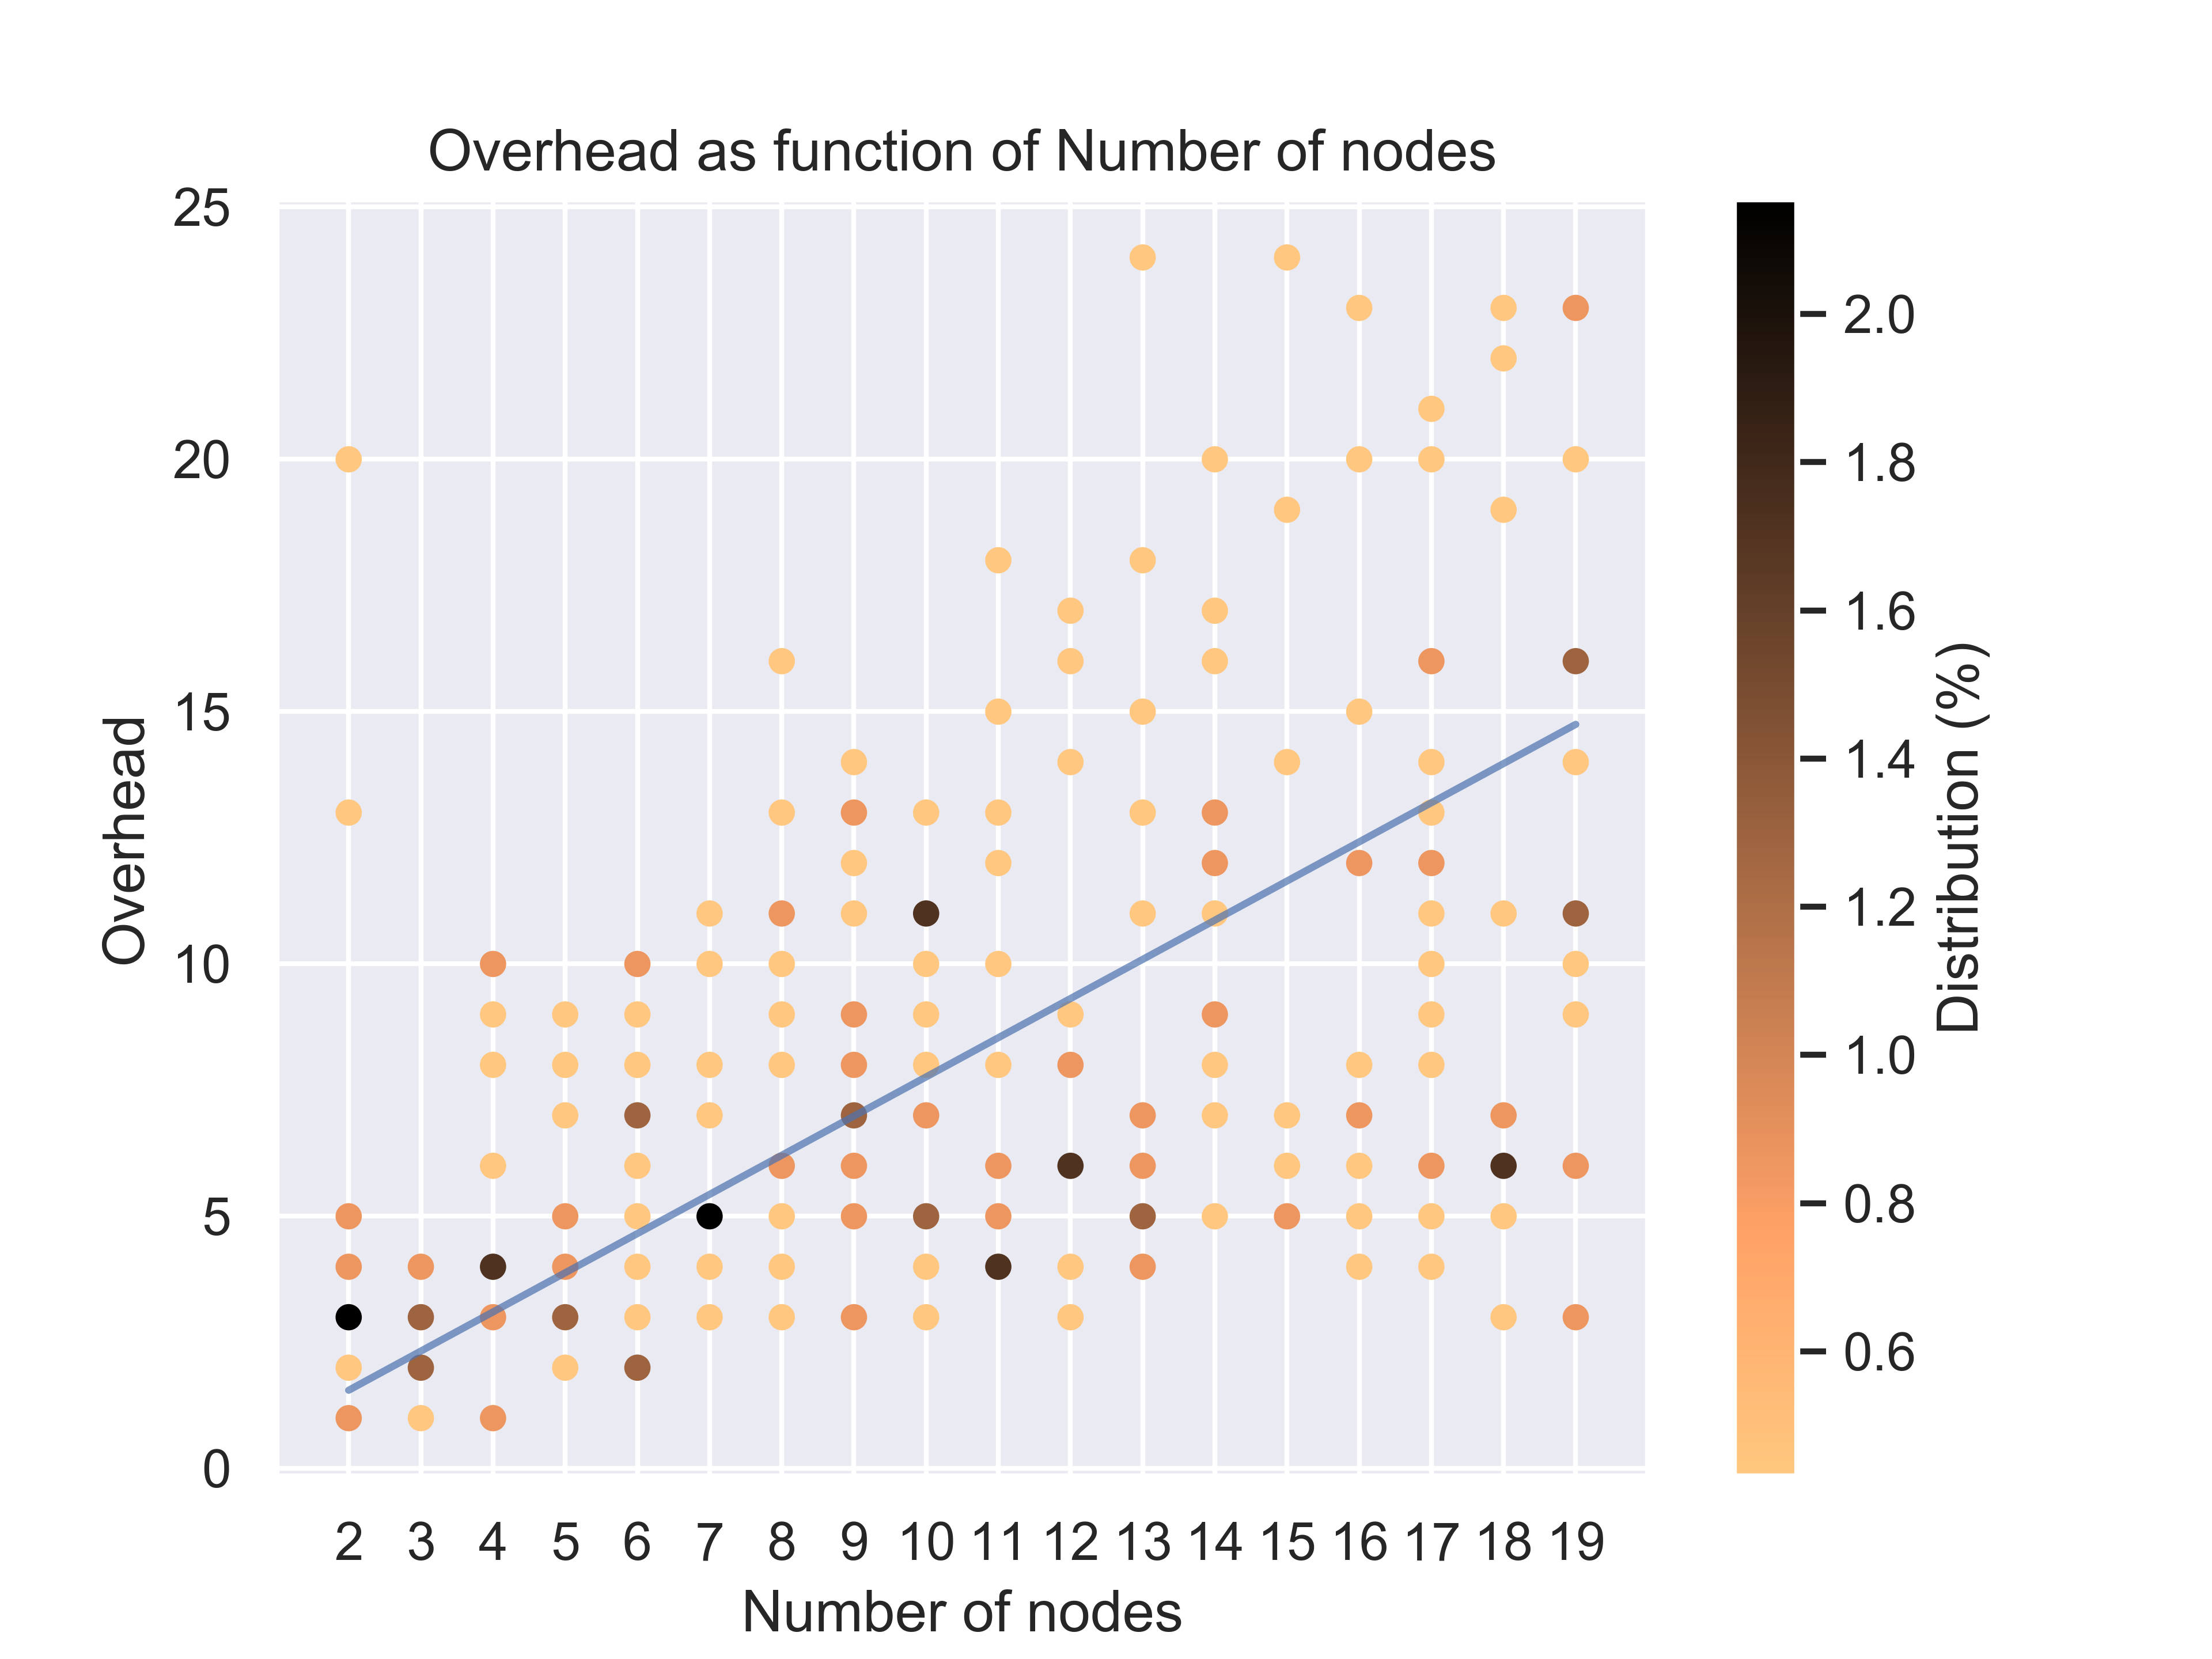 Overhead as function of Number of nodes
25
20
15
10
5
0
Overhead
2 3 4 5 6 7 8 9 10 11 12 13 14 15 16 17 18 19
Number of nodes
2.0
1.8
1.6
1.4
1.2
1.0
0.8
0.6
Distribution (%)